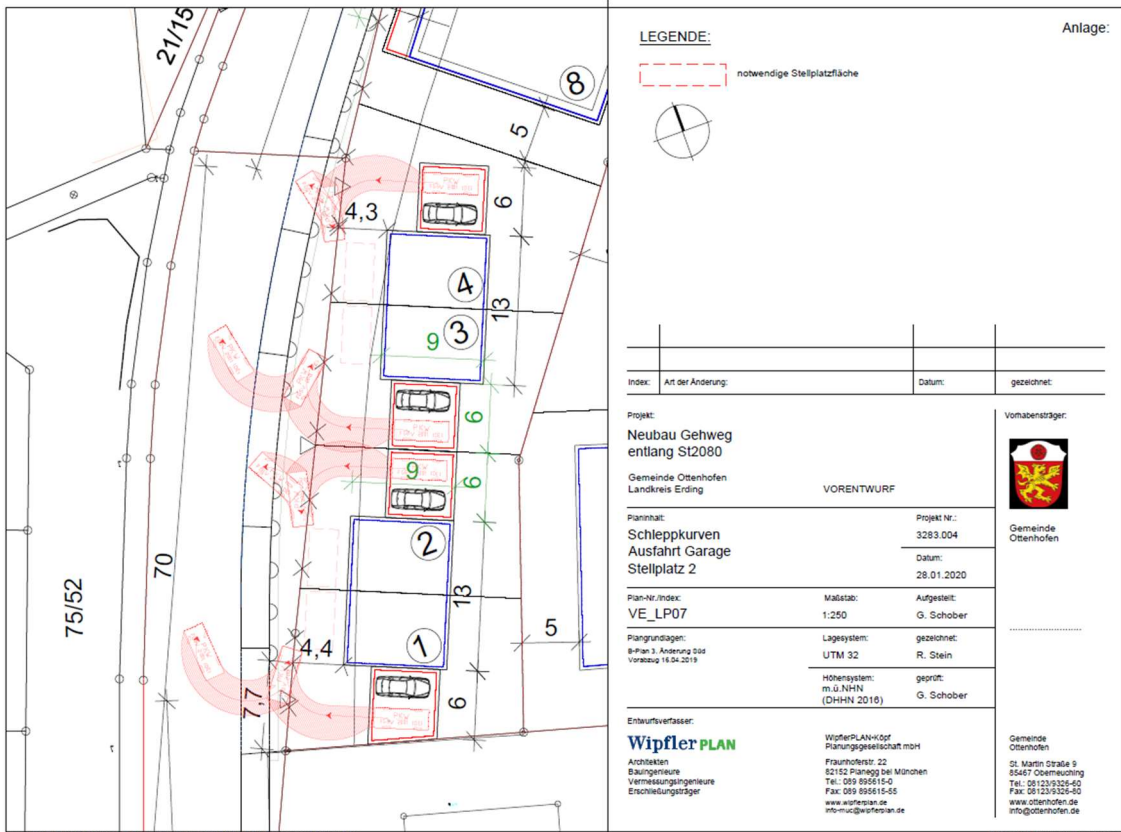 21/15
8
5
6
4,3
4
3
13
9
6
9
6
2
70
75/52
13
1
4,4
5
7,7
6
LEGENDE:
Anlage:
notwendige Stellplatzfläche
Index:
Art der Änderung:
Datum:
gezeichnet:
Projekt:
Neubau Gehweg
entlang St2080
Gemeinde Ottenhofen
Landkreis Erding
VORENTWURF
Vorhabensträger:
Gemeinde
Ottenhofen
Planinhalt:
Schleppkurven
Ausfahrt Garage
Stellplatz 2
Projekt Nr.:
3283.004
Datum:
28.01.2020
Plan-Nr./Index:
VE_LP07
Maßstab:
1:250
Aufgestellt:
G. Schober
Plangrundlagen:
B-Plan 3. Änderung Süd
Vorabzug 16.04.2019
Lagesystem:
UTM 32
gezeichnet:
R. Stein
Höhensystem:
m.ü.NHN
(DHHN 2016)
geprüft:
G. Schober
Entwurfsverfasser:
Wipfler PLAN
Architekten
Bauingenieure
Vermessungsingenieure
Erschließungsträger
WipflerPLAN-Köpf
Planungsgesellschaft mbH
Fraunhoferstr. 22
82152 Planegg bei München
Tel.: 089 895615-0
Fax: 089 895615-55
www.wipflerplan.de
info-muc@wipflerplan.de
Gemeinde
Ottenhofen
St. Martin Straße 9
85467 Oberneuching
Tel.: 08123/9326-60
Fax: 08123/9326-80
www.ottenhofen.de
info@ottenhofen.de